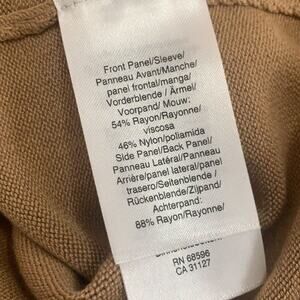 Front Panel/Sleeve/
Panneau Avant/Manche/
panel frontal/manga/
Vorderblende / Ärmel/
Voorpand/ Mouw:
54% Rayon/Rayonne/
viscosa
46% Nylon/poliamida
Side Panel/Back Panel/
Panneau Latéral/Panneau
Arrière/panel lateral/panel
trasero/Seitenblende /
Rückenblende/Zijpand/
Achterpand:
88% Rayon/Rayonne/
RN 68596
CA 31127